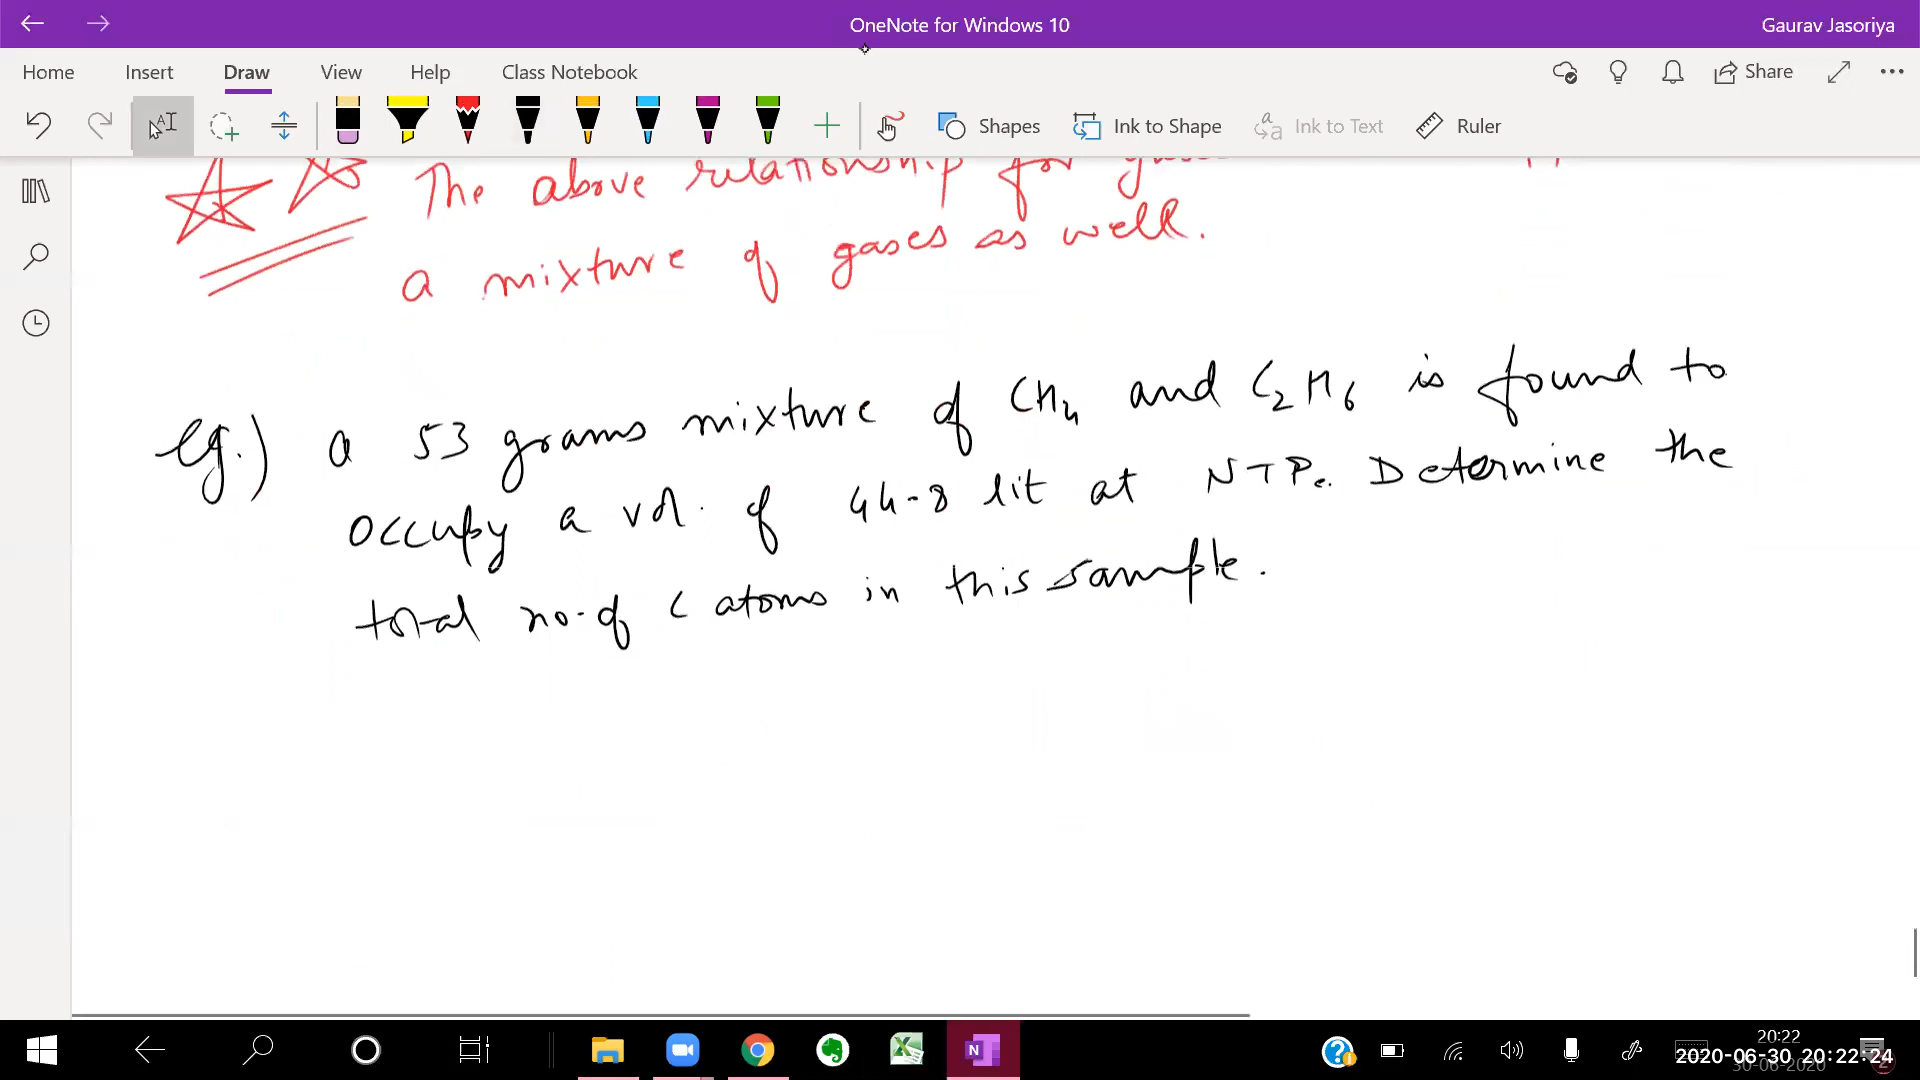 OneNote for Windows 10
Gaurav Jasoriya
Home Insert Draw View Help Class Notebook
Share
Shapes Ink to Shape Ink to Text Ruler
The above relationship for
a mixture of gases as well.
eg.) a 53 grams mixture of CH4 and C2H6 is found to
occupy a vol. of 44.8 lit at NTP. Determine the
total no. of C atoms in this sample.
20:22
2020-06-30 20:22:24
30-06-2020